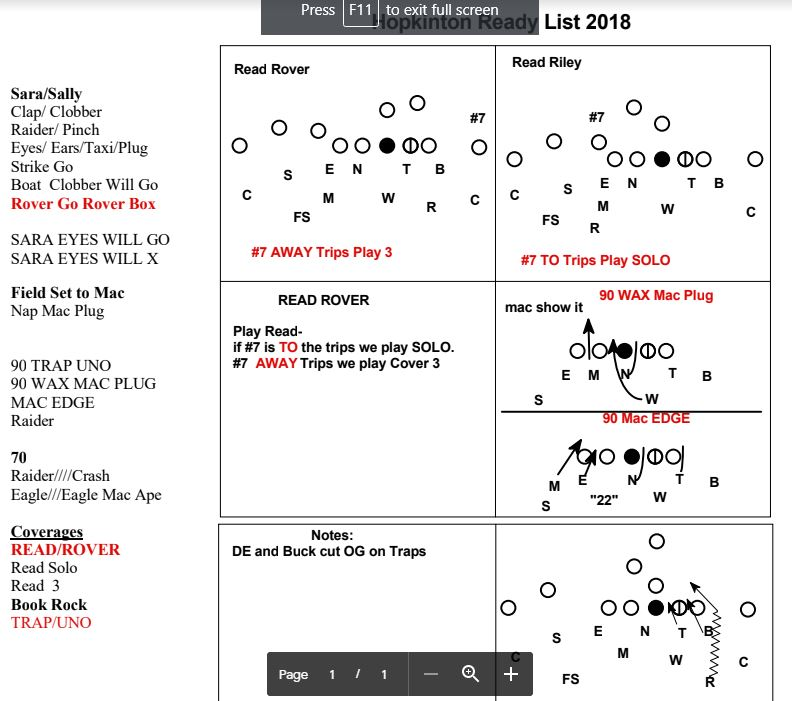 Press F11 to exit full screen
Hopkinton Ready List 2018
Sara/Sally
Clap/ Clobber
Raider/ Pinch
Eyes/ Ears/Taxi/Plug
Strike Go
Boat Clobber Will Go
Rover Go Rover Box
SARA EYES WILL GO
SARA EYES WILL X
Field Set to Mac
Nap Mac Plug
90 TRAP UNO
90 WAX MAC PLUG
MAC EDGE
Raider
70
Raider////Crash
Eagle///Eagle Mac Ape
Coverages
READ/ROVER
Read Solo
Read 3
Book Rock
TRAP/UNO
Read Rover
#7
S E N T B
C M W R C
FS
#7 AWAY Trips Play 3
Read Riley
#7
S E N T B
C M W C
FS R
#7 TO Trips Play SOLO
READ ROVER
Play Read-
if #7 is TO the trips we play SOLO.
#7 AWAY Trips we play Cover 3
90 WAX Mac Plug
mac show it
E M N T B
S W
90 Mac EDGE
M E N T B
S "22" W
Notes:
DE and Buck cut OG on Traps
S E N T B
C M W C
FS R
Page 1 / 1